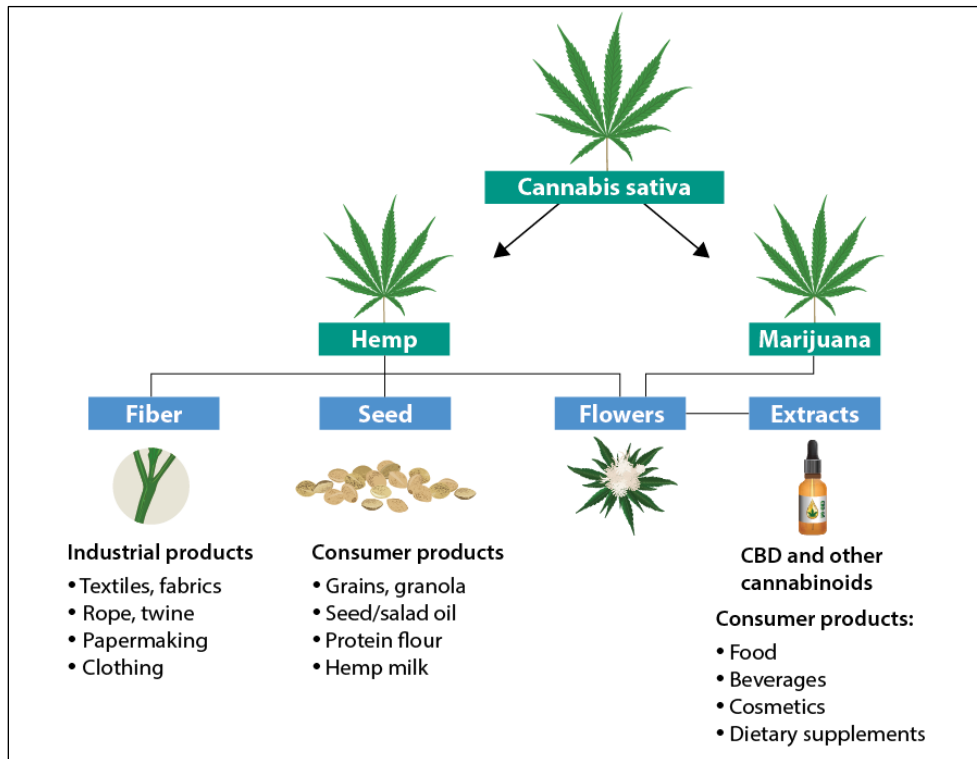 Cannabis sativa
Hemp
Marijuana
Fiber
Seed
Flowers
Extracts
Industrial products
• Textiles, fabrics
• Rope, twine
• Papermaking
• Clothing
Consumer products
• Grains, granola
• Seed/salad oil
• Protein flour
• Hemp milk
CBD and other
cannabinoids
Consumer products:
• Food
• Beverages
• Cosmetics
• Dietary supplements